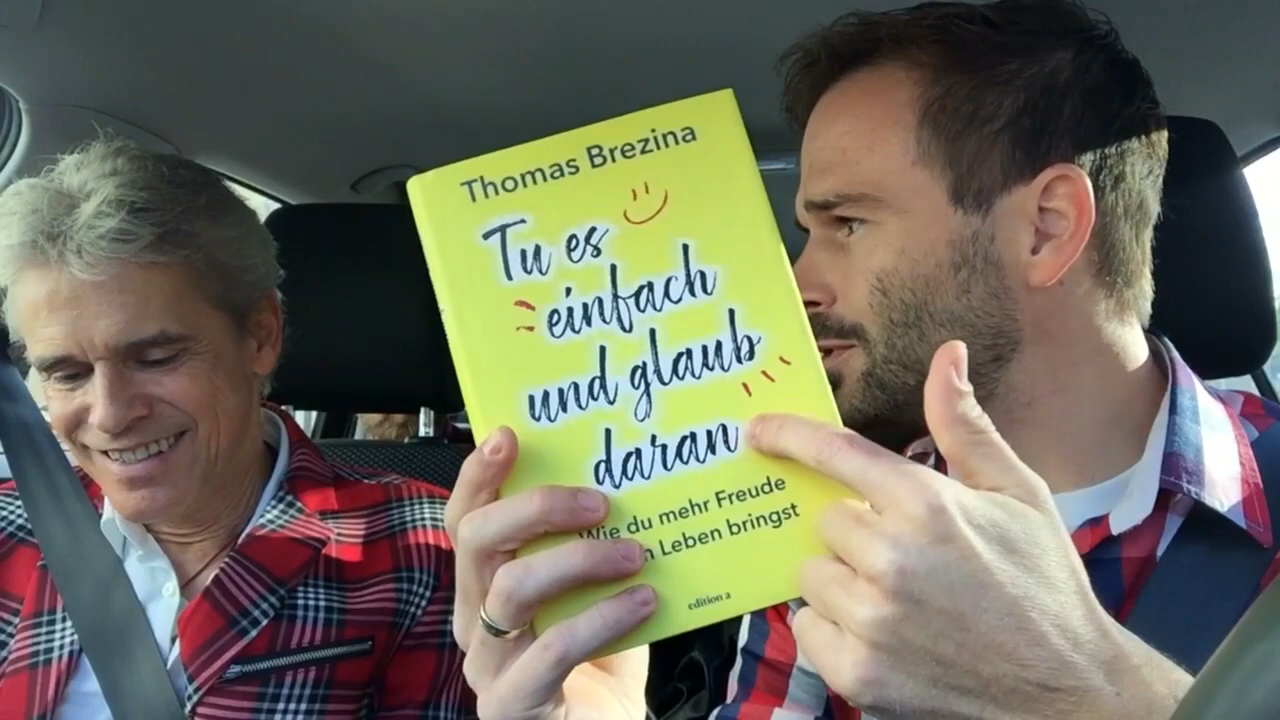 Thomas Brezina
Tu es
einfach
und glaub
daran
Wie du mehr Freude
Leben bringst
edition a